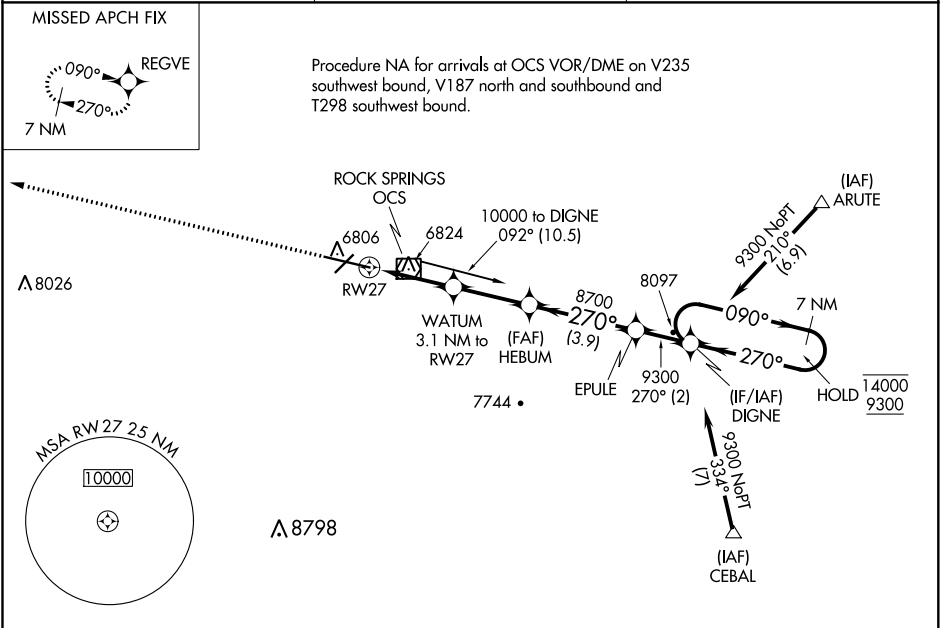 MISSED APCH FIX
REGVE
090°
270°
7 NM
Procedure NA for arrivals at OCS VOR/DME on V235
southwest bound, V187 north and southbound and
T298 southwest bound.
ROCK SPRINGS
OCS
6806
6824
10000 to DIGNE
092° (10.5)
(IAF)
ARUTE
9300 NoPT
210°
(6.9)
8026
RW27
WATUM
3.1 NM to
RW27
(FAF)
HEBUM
8700
270°
(3.9)
8097
090°
7 NM
270°
EPULE
9300
270° (2)
(IF/IAF)
DIGNE
HOLD
14000
9300
7744
MSA RW 27 25 NM
10000
8798
9300 NoPT
334°
(7)
(IAF)
CEBAL